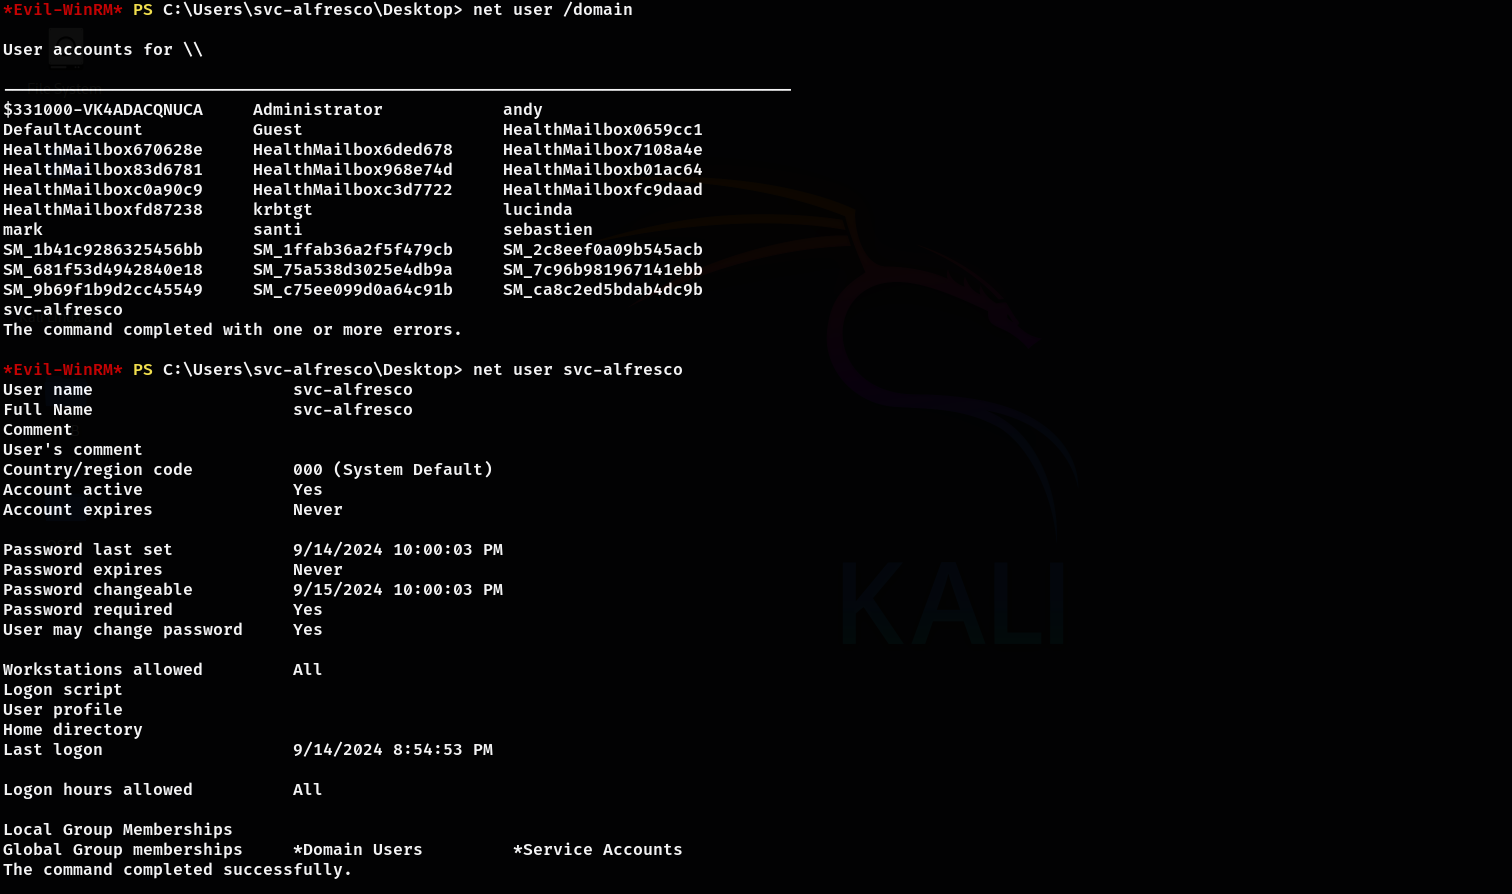 *Evil-WinRM* PS C:\Users\svc-alfresco\Desktop> net user /domain
User accounts for \\
-------------------------------------------------------------------------------
$331000-VK4ADACQNUCA     Administrator            andy
DefaultAccount           Guest                    HealthMailbox0659cc1
HealthMailbox670628e     HealthMailbox6ded678     HealthMailbox7108a4e
HealthMailbox83d6781     HealthMailbox968e74d     HealthMailboxb01ac64
HealthMailboxc0a90c9     HealthMailboxc3d7722     HealthMailboxfc9daad
HealthMailboxfd87238     krbtgt                   lucinda
mark                     santi                    sebastien
SM_1b41c9286325456bb     SM_1ffab36a2f5f479cb     SM_2c8eef0a09b545acb
SM_681f53d4942840e18     SM_75a538d3025e4db9a     SM_7c96b981967141ebb
SM_9b69f1b9d2cc45549     SM_c75ee099d0a64c91b     SM_ca8c2ed5bdab4dc9b
svc-alfresco
The command completed with one or more errors.
*Evil-WinRM* PS C:\Users\svc-alfresco\Desktop> net user svc-alfresco
User name                    svc-alfresco
Full Name                    svc-alfresco
Comment
User's comment
Country/region code          000 (System Default)
Account active               Yes
Account expires              Never
Password last set            9/14/2024 10:00:03 PM
Password expires             Never
Password changeable          9/15/2024 10:00:03 PM
Password required            Yes
User may change password     Yes
Workstations allowed         All
Logon script
User profile
Home directory
Last logon                   9/14/2024 8:54:53 PM
Logon hours allowed          All
Local Group Memberships
Global Group memberships     *Domain Users         *Service Accounts
The command completed successfully.
KALI